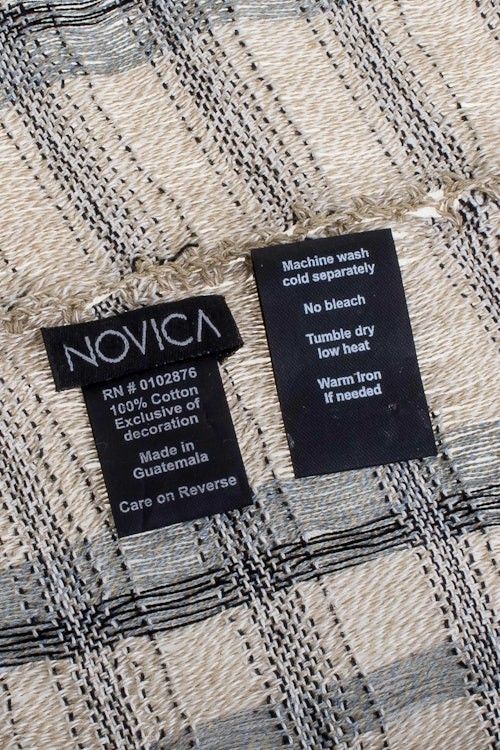 NOVICA
RN # 0102876
100% Cotton
Exclusive of
decoration
Made in
Guatemala
Care on Reverse
Machine wash
cold separately
No bleach
Tumble dry
low heat
Warm Iron
If needed